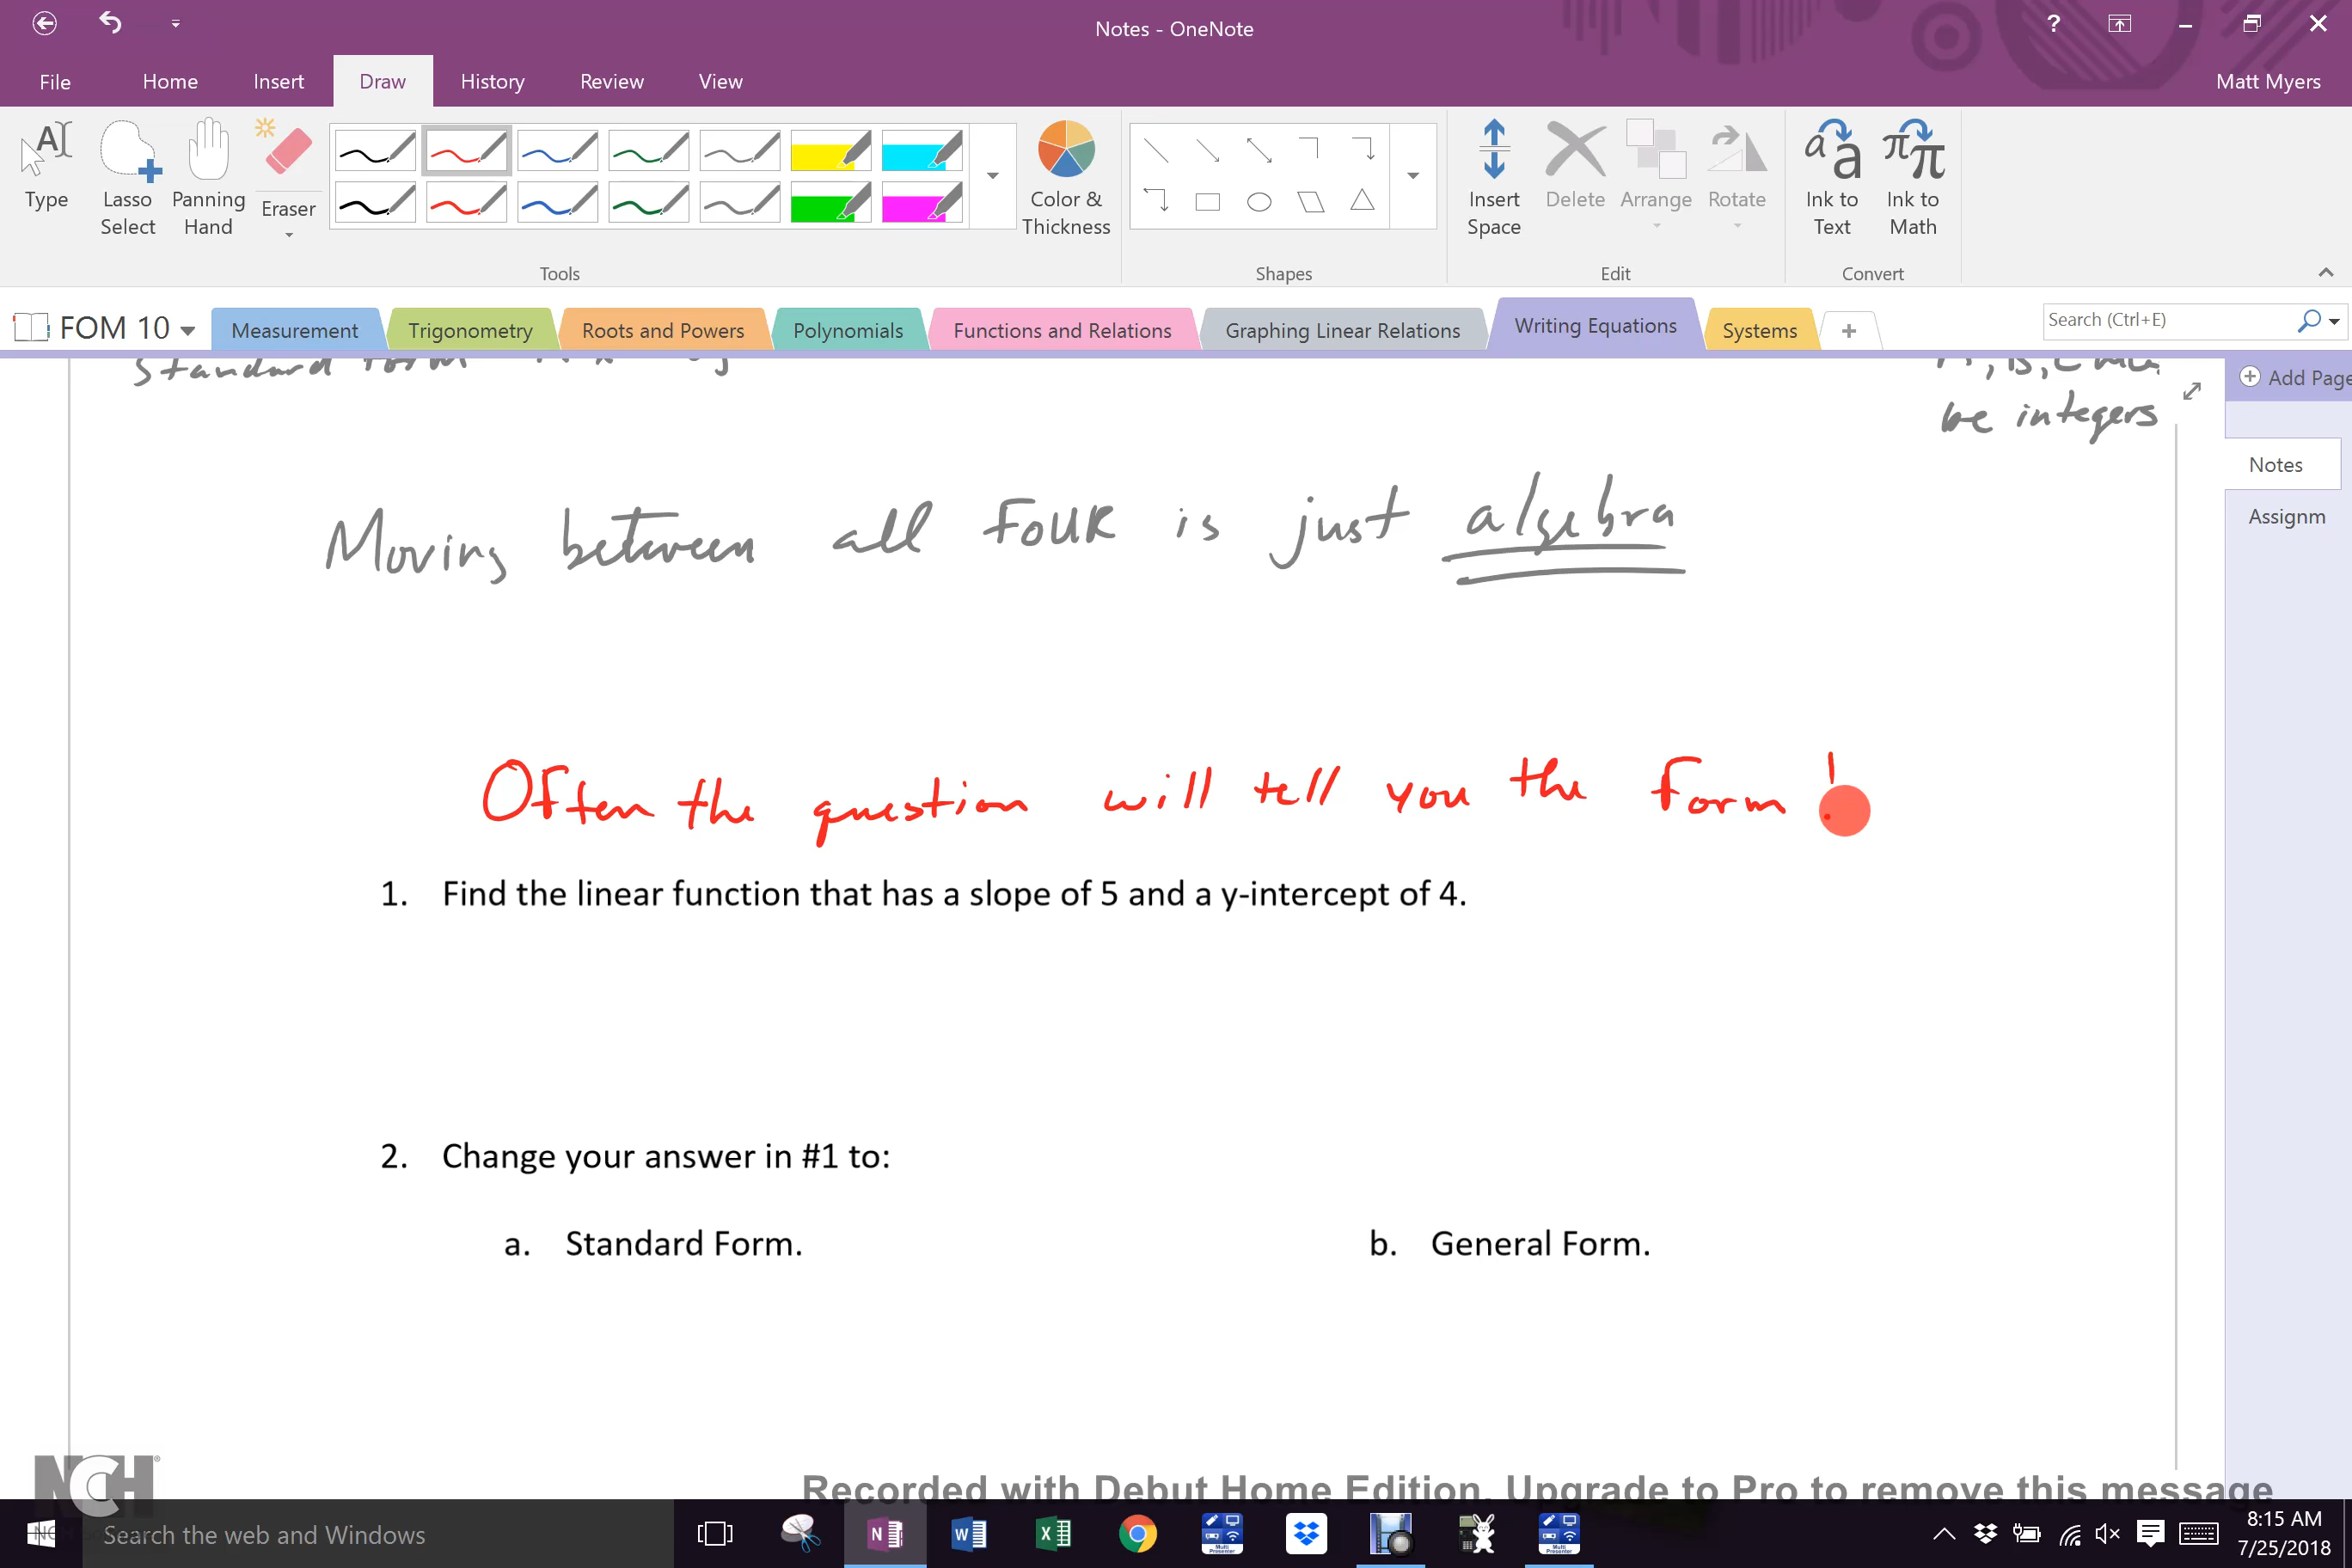 Notes - OneNote
File Home Insert Draw History Review View Matt Myers
Type
Lasso Select
Panning Hand
Eraser
Color & Thickness
Insert Space
Delete Arrange Rotate
Ink to Text
Ink to Math
Tools Shapes Edit Convert
FOM 10 Measurement Trigonometry Roots and Powers Polynomials Functions and Relations Graphing Linear Relations Writing Equations Systems + Search (Ctrl+E)
Standard form
Add Page
be integers
Notes
Assignm
Moving between all FOUR is just algebra
Often the question will tell you the form!
1. Find the linear function that has a slope of 5 and a y-intercept of 4.
2. Change your answer in #1 to:
a. Standard Form. b. General Form.
NCH
Recorded with Debut Home Edition. Upgrade to Pro to remove this message
Search the web and Windows
8:15 AM
7/25/2018